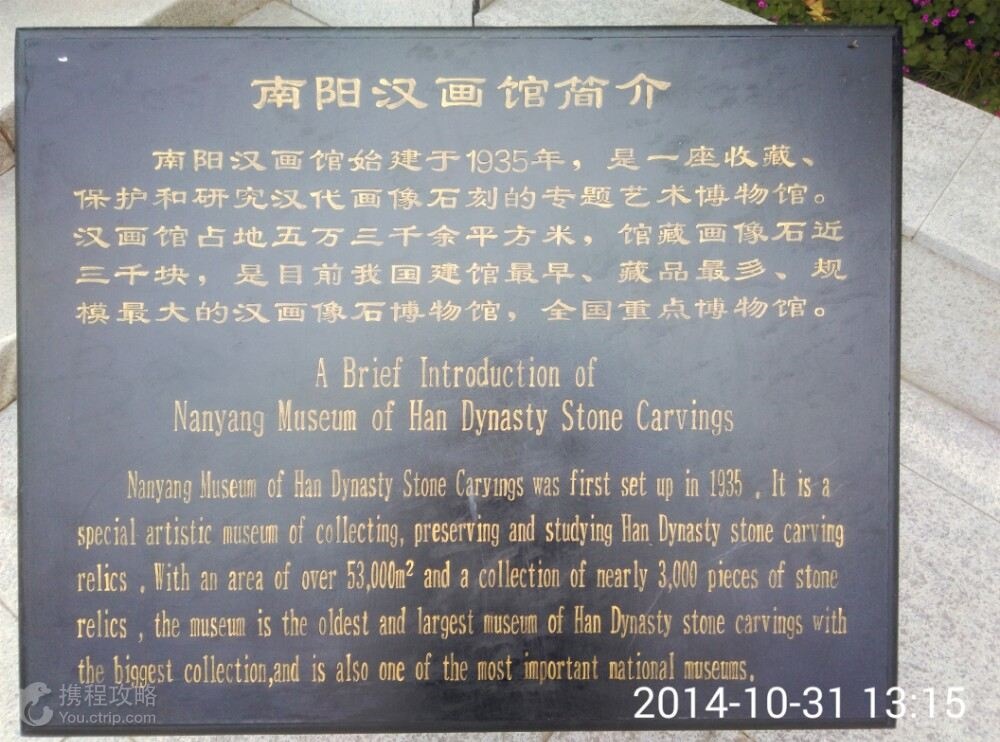 南阳汉画馆简介
南阳汉画馆始建于1935年，是一座收藏、
保护和研究汉代画像石刻的专题艺术博物馆。
汉画馆占地五万三千余平方米，馆藏画像石近
三千块，是目前我国建馆最早、藏品最多、规
模最大的汉画像石博物馆，全国重点博物馆。
A Brief Introduction of
Nanyang Museum of Han Dynasty Stone Carvings
Nanyang Museum of Han Dynasty Stone Carvings was first set up in 1935 . It is a
special artistic museum of collecting, preserving and studying Han Dynasty stone carving
relics . With an area of over 53,000m² and a collection of nearly 3,000 pieces of stone
relics , the museum is the oldest and largest museum of Han Dynasty stone carvings with
the biggest collection,and is also one of the most important national museums.
携程攻略
You.ctrip.com
2014-10-31 13:15